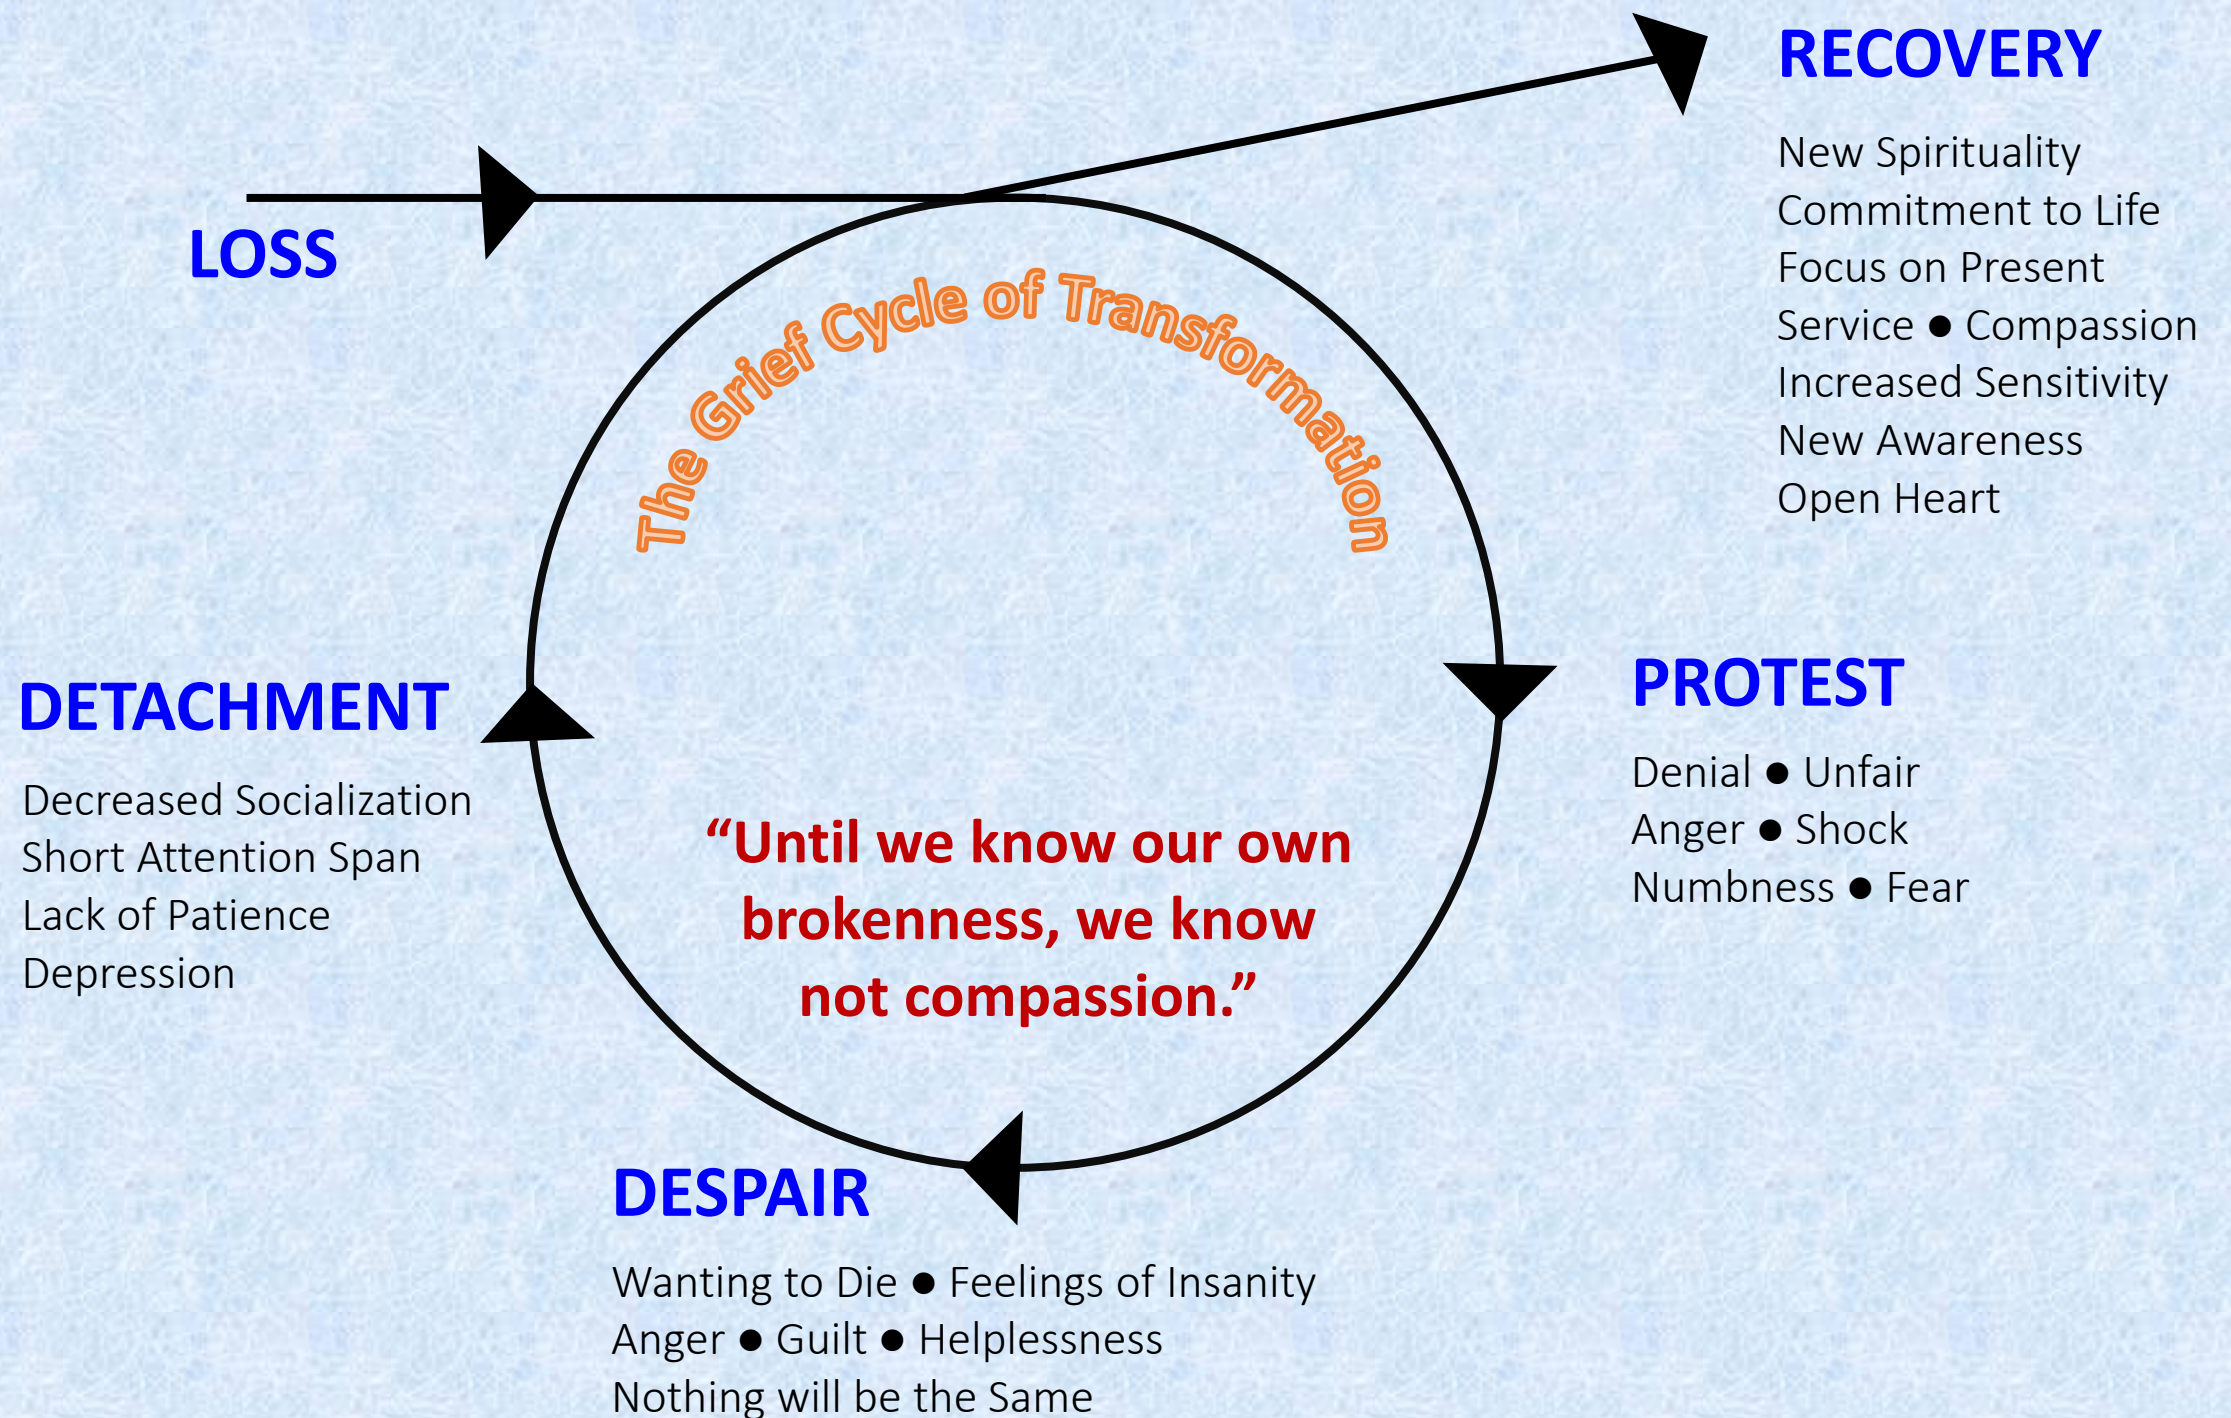 LOSS
The Grief Cycle of Transformation
RECOVERY
New Spirituality
Commitment to Life
Focus on Present
Service ● Compassion
Increased Sensitivity
New Awareness
Open Heart
PROTEST
Denial ● Unfair
Anger ● Shock
Numbness ● Fear
“Until we know our own
brokenness, we know
not compassion.”
DESPAIR
Wanting to Die ● Feelings of Insanity
Anger ● Guilt ● Helplessness
Nothing will be the Same
DETACHMENT
Decreased Socialization
Short Attention Span
Lack of Patience
Depression